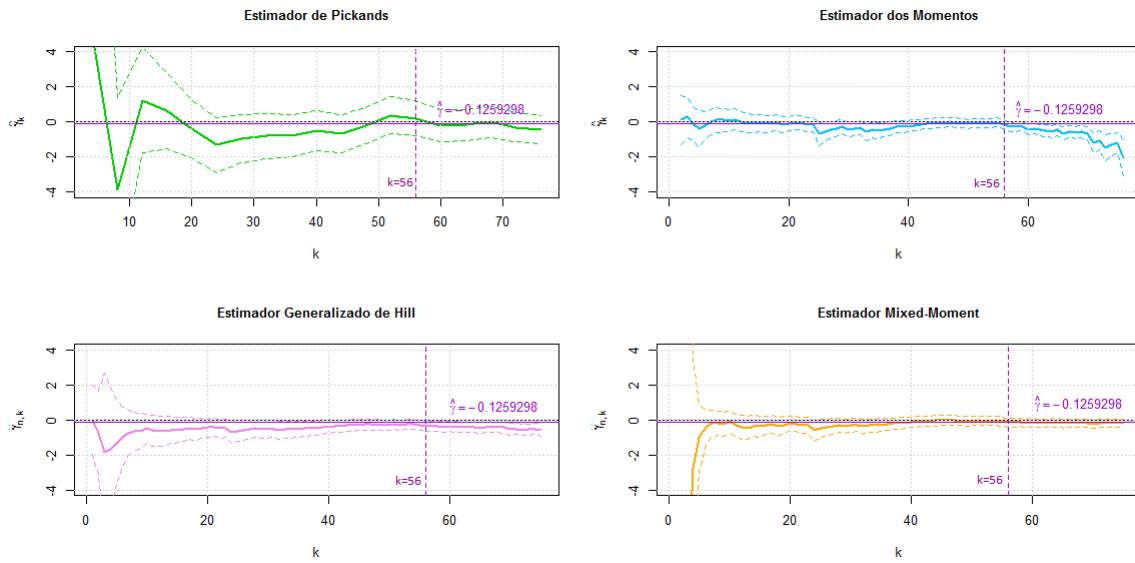 Estimador de Pickands
4
2
0
-2
-4
γ̂k
γ̂=−0.1259298
k=56
10
20
30
40
50
60
70
k
Estimador dos Momentos
4
2
0
-2
-4
γ̂k
γ̂=−0.1259298
k=56
0
20
40
60
k
Estimador Generalizado de Hill
4
2
0
-2
-4
γ̂n, k
γ̂=−0.1259298
k=56
0
20
40
60
k
Estimador Mixed-Moment
4
2
0
-2
-4
γ̂n, k
γ̂=−0.1259298
k=56
0
20
40
60
k